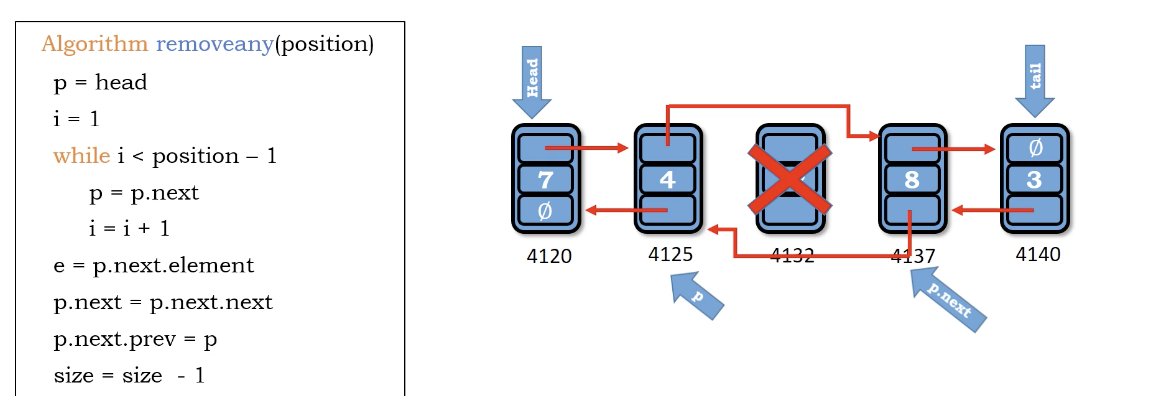 Algorithm removeany(position)
p = head
i = 1
while i < position – 1
p = p.next
i = i + 1
e = p.next.element
p.next = p.next.next
p.next.prev = p
size = size - 1
Head
tail
Ø
7
4
8
3
Ø
4120
4125
4132
4137
4140
p
p.next